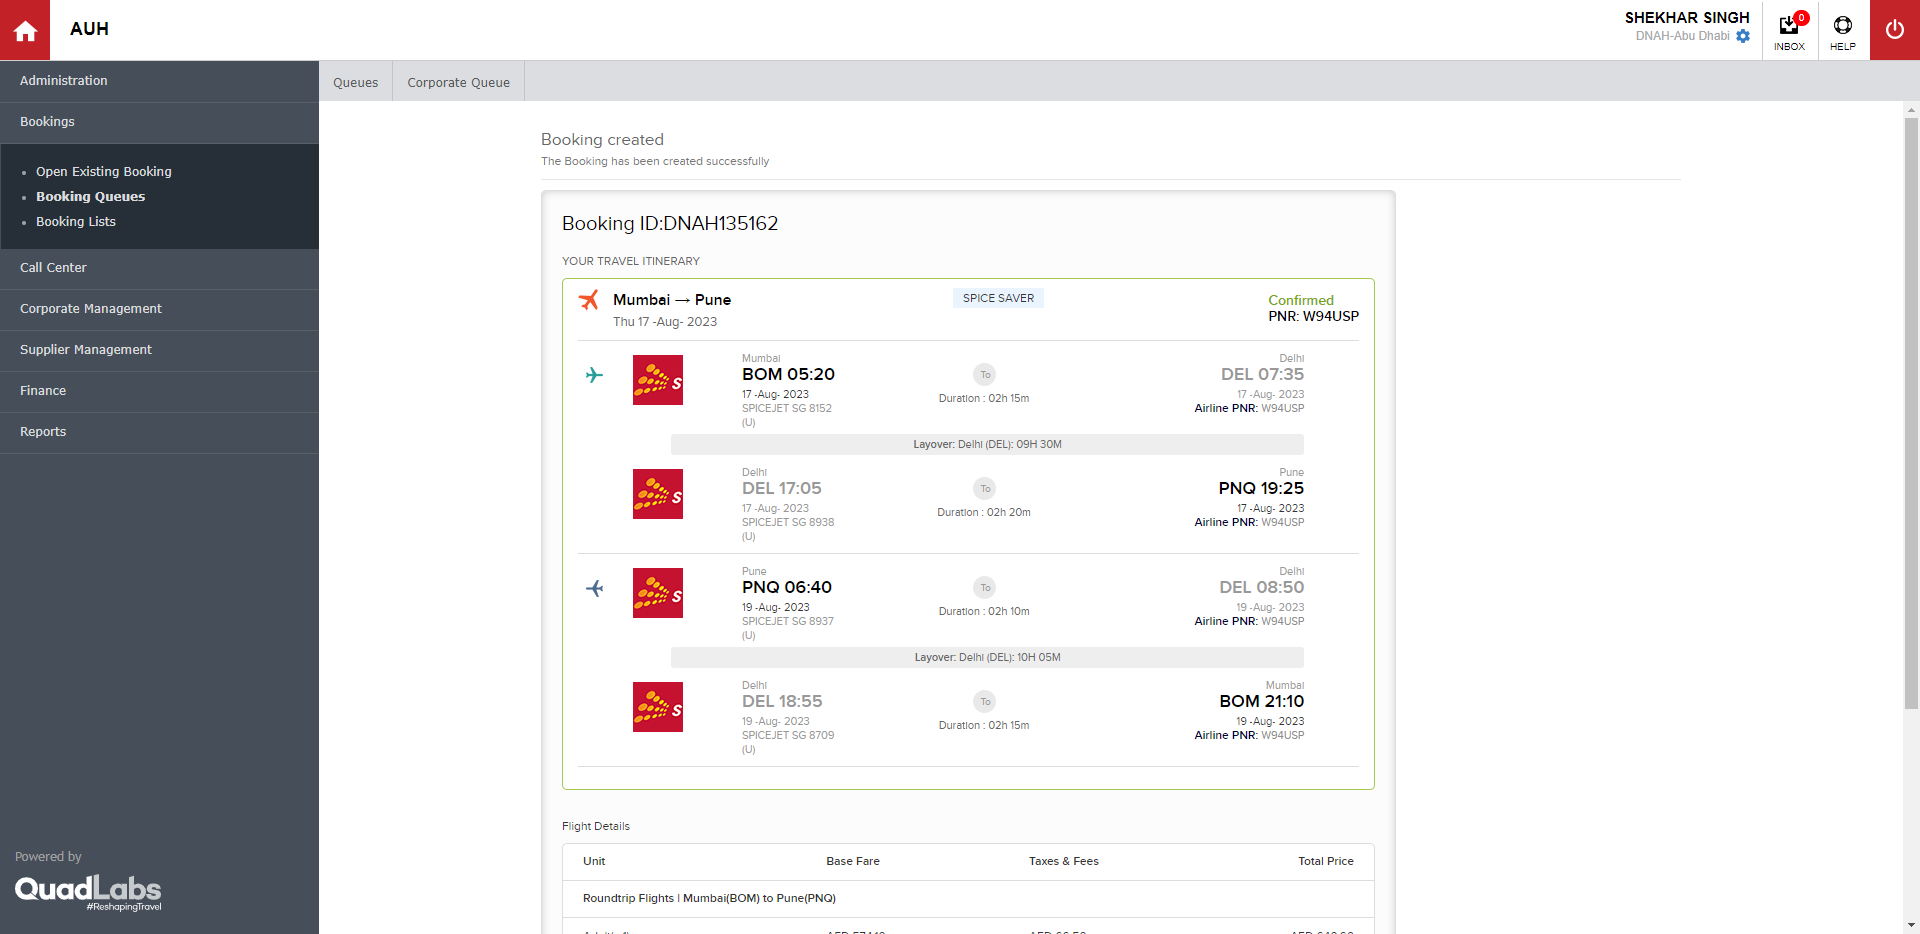 AUH
SHEKHAR SINGH
DNAH-Abu Dhabi
0
INBOX
HELP
Administration
Bookings
Open Existing Booking
Booking Queues
Booking Lists
Call Center
Corporate Management
Supplier Management
Finance
Reports
Powered by
QuadLabs
#ReshapingTravel
Queues
Corporate Queue
Booking created
The Booking has been created successfully
Booking ID:DNAH135162
YOUR TRAVEL ITINERARY
Mumbai → Pune
Thu 17 -Aug- 2023
SPICE SAVER
Confirmed
PNR: W94USP
Mumbai
BOM 05:20
17 -Aug- 2023
SPICEJET SG 8152
(U)
To
Duration : 02h 15m
Delhi
DEL 07:35
17 -Aug- 2023
Airline PNR: W94USP
Layover: Delhi (DEL): 09H 30M
Delhi
DEL 17:05
17 -Aug- 2023
SPICEJET SG 8938
(U)
To
Duration : 02h 20m
Pune
PNQ 19:25
17 -Aug- 2023
Airline PNR: W94USP
Pune
PNQ 06:40
19 -Aug- 2023
SPICEJET SG 8937
(U)
To
Duration : 02h 10m
Delhi
DEL 08:50
19 -Aug- 2023
Airline PNR: W94USP
Layover: Delhi (DEL): 10H 05M
Delhi
DEL 18:55
19 -Aug- 2023
SPICEJET SG 8709
(U)
To
Duration : 02h 15m
Mumbai
BOM 21:10
19 -Aug- 2023
Airline PNR: W94USP
Flight Details
Unit Base Fare Taxes & Fees Total Price
Roundtrip Flights | Mumbai(BOM) to Pune(PNQ)